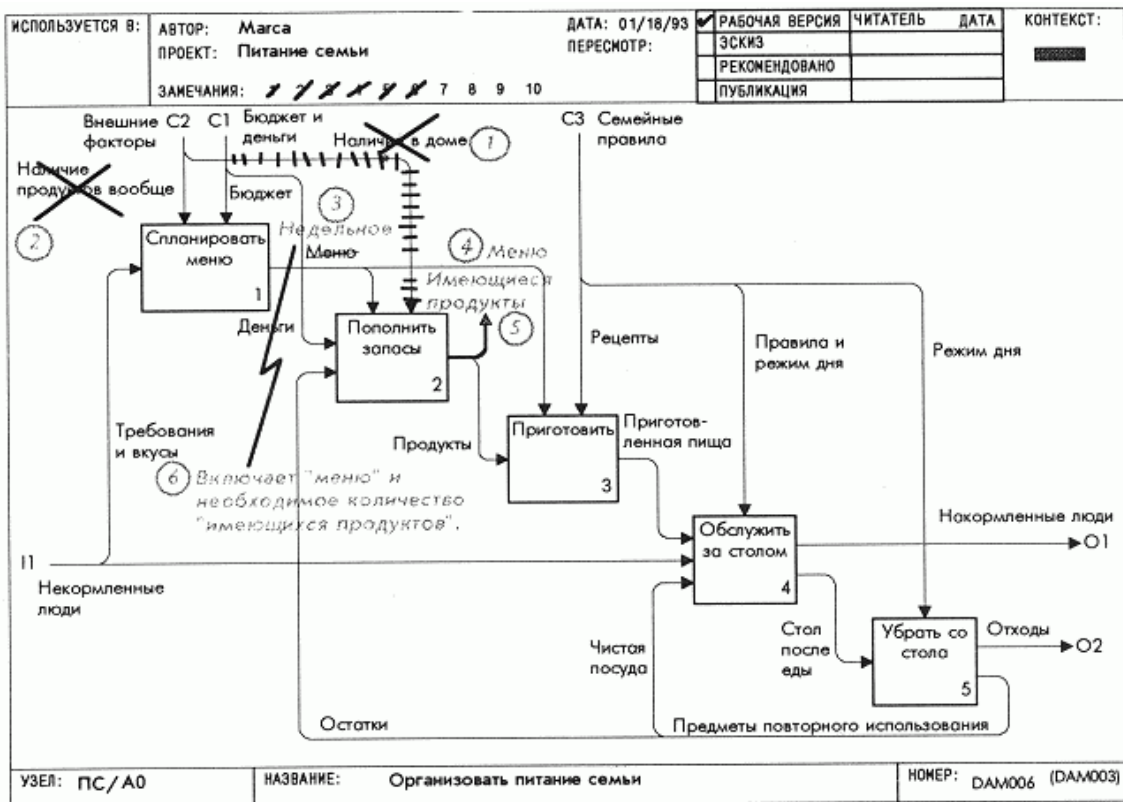 ИСПОЛЬЗУЕТСЯ В:
АВТОР: Marca
ДАТА: 01/18/93
РАБОЧАЯ ВЕРСИЯ
ЧИТАТЕЛЬ ДАТА
КОНТЕКСТ:
ПРОЕКТ: Питание семьи
ПЕРЕСМОТР:
ЭСКИЗ
РЕКОМЕНДОВАНО
ПУБЛИКАЦИЯ
ЗАМЕЧАНИЯ: 1 2 3 4 5 6 7 8 9 10
Внешние
факторы
C2 C1
Бюджет и
деньги
Наличие в доме
1
C3 Семейные
правила
Наличие
продуктов вообще
2
Бюджет
3
Недельное
Меню
4 Меню
Спланировать
меню
1
Имеющиеся
продукты
5
Деньги
Пополнить
запасы
2
Рецепты
Правила и
режим дня
Режим дня
Требования
и вкусы
Продукты
Приготовить
3
Приготов-
ленная пища
6 Включает "меню" и
необходимое количество
"имеющихся продуктов".
Обслужить
за столом
4
Накормленные люди
O1
I1
Некормленные
люди
Чистая
посуда
Стол
после
еды
Убрать со
стола
5
Отходы
O2
Остатки
Предметы повторного использования
УЗЕЛ: ПС/A0
НАЗВАНИЕ: Организовать питание семьи
НОМЕР: DAM006 (DAM003)